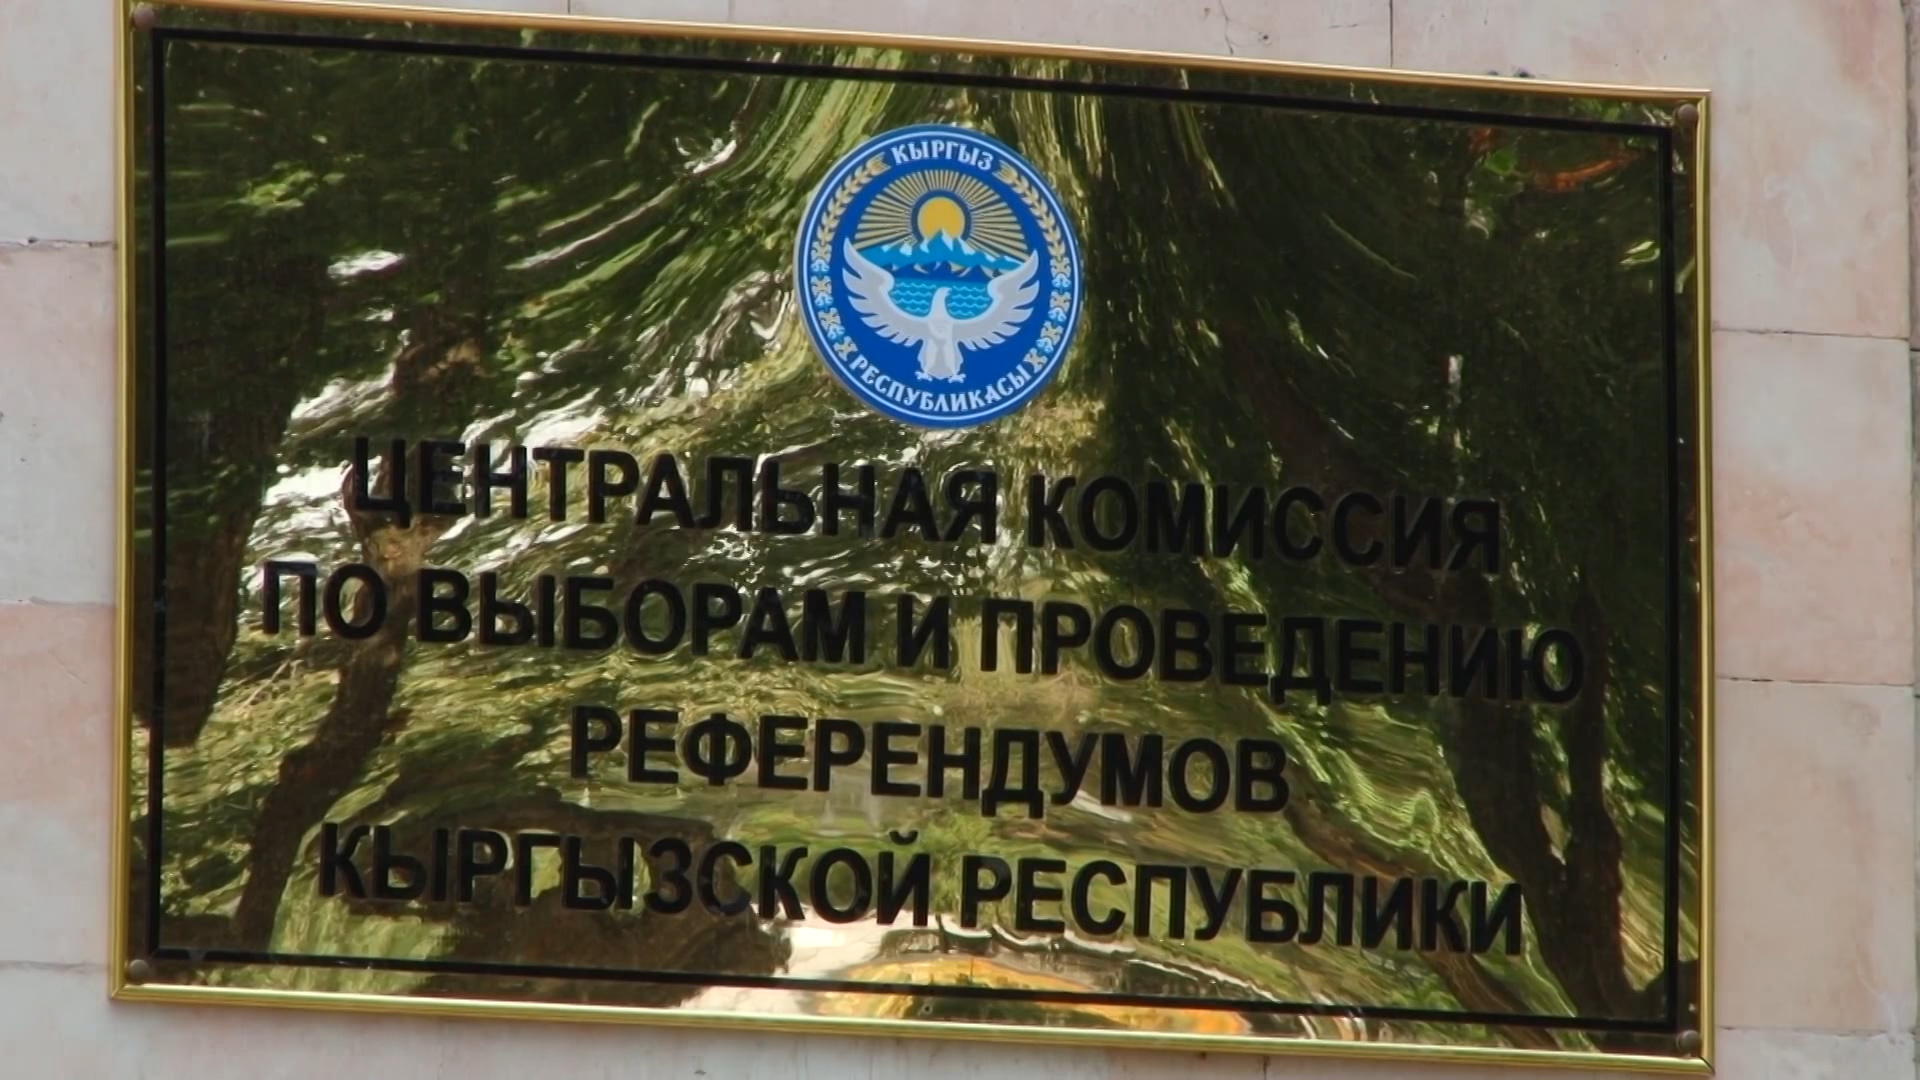 КЫРГЫЗ
РЕСПУБЛИКАСЫ
ЦЕНТРАЛЬНАЯ КОМИССИЯ
ПО ВЫБОРАМ И ПРОВЕДЕНИЮ
РЕФЕРЕНДУМОВ
КЫРГЫЗСКОЙ РЕСПУБЛИКИ